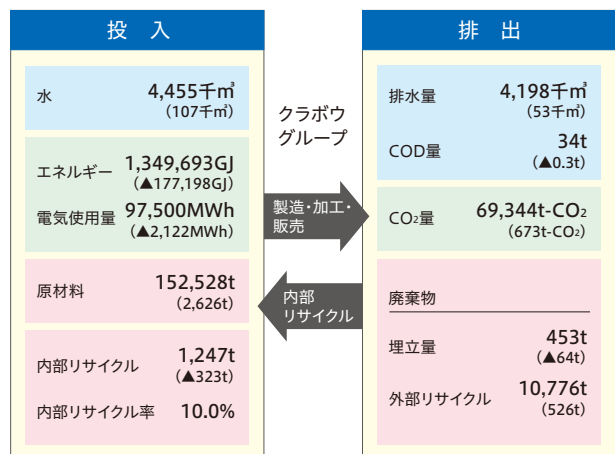 投 入
水 4,455千㎥
(107千㎥)
エネルギー 1,349,693GJ
(▲177,198GJ)
電気使用量 97,500MWh
(▲2,122MWh)
原材料 152,528t
(2,626t)
内部リサイクル 1,247t
(▲323t)
内部リサイクル率 10.0%
クラボウ
グループ
製造・加工・
販売
内部
リサイクル
排 出
排水量 4,198千㎥
(53千㎥)
COD量 34t
(▲0.3t)
CO₂量 69,344t-CO₂
(673t-CO₂)
廃棄物
埋立量 453t
(▲64t)
外部リサイクル 10,776t
(526t)